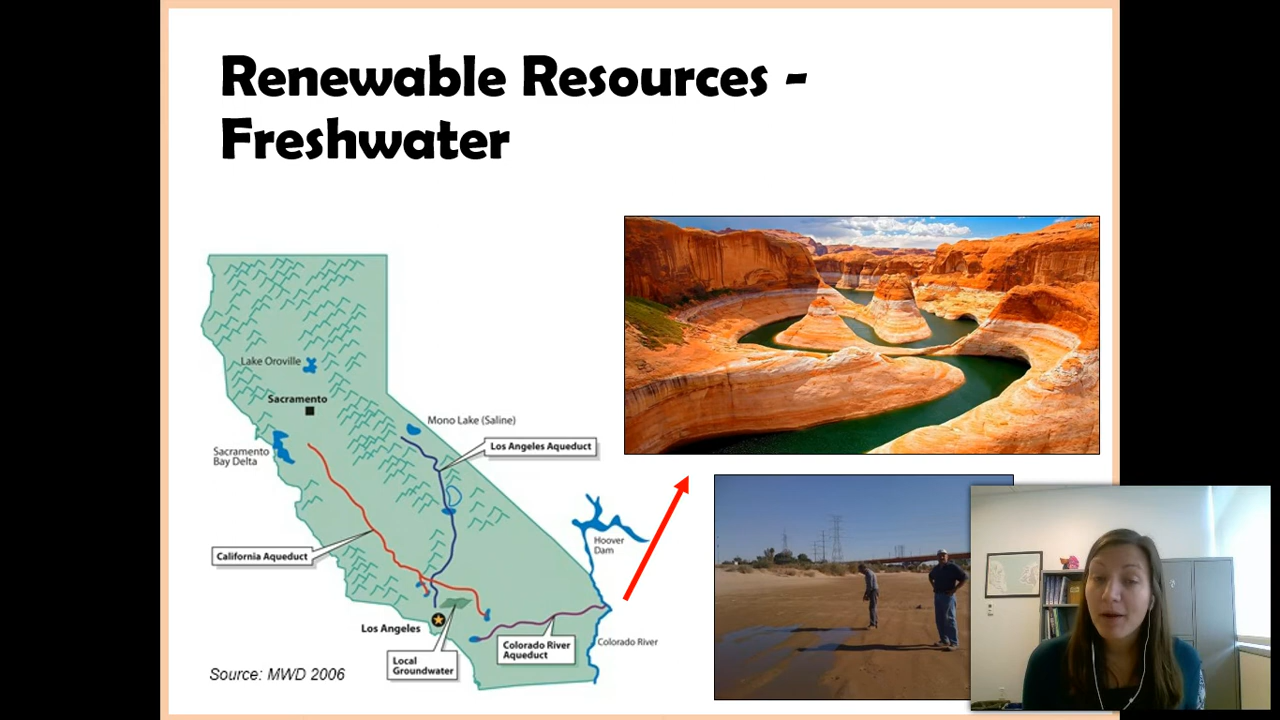 Renewable Resources -
Freshwater
Lake Oroville
Sacramento
Mono Lake (Saline)
Los Angeles Aqueduct
Sacramento
Bay Delta
Hoover
Dam
California Aqueduct
Los Angeles
Colorado River
Colorado River
Aqueduct
Local
Groundwater
Source: MWD 2006